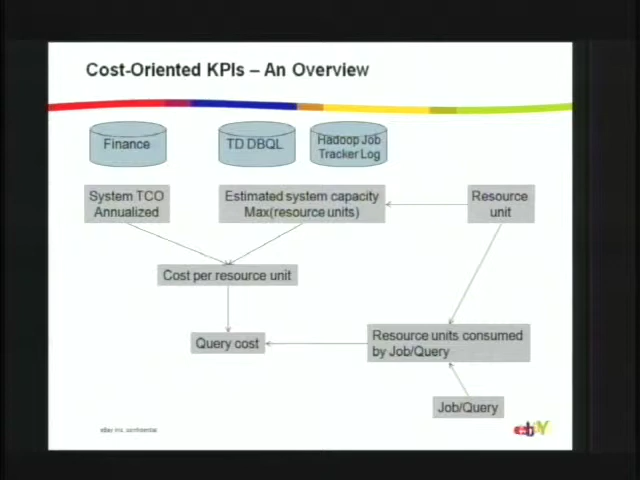 Cost-Oriented KPIs – An Overview
Finance
TD DBQL
Hadoop Job
Tracker Log
System TCO
Annualized
Estimated system capacity
Max(resource units)
Resource
unit
Cost per resource unit
Query cost
Resource units consumed
by Job/Query
Job/Query
eBay Inc. confidential
ebY